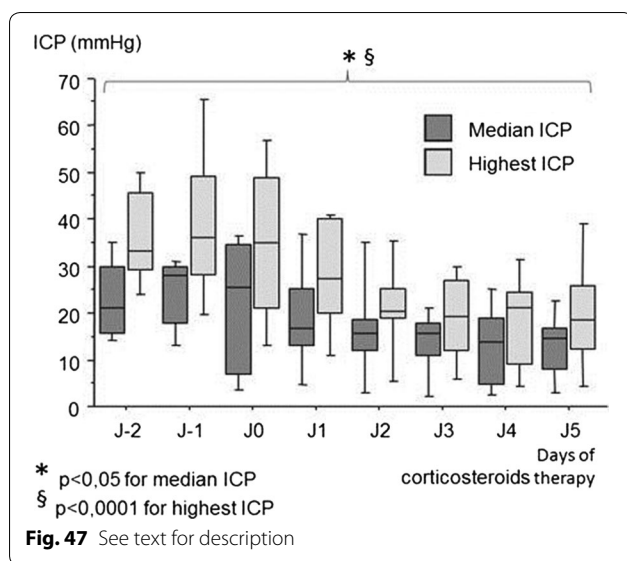 ICP (mmHg)
* §
70
60
50
40
30
20
10
0
Median ICP
Highest ICP
J-2 J-1 J0 J1 J2 J3 J4 J5
Days of
corticosteroids therapy
* p<0,05 for median ICP
§ p<0,0001 for highest ICP
Fig. 47 See text for description